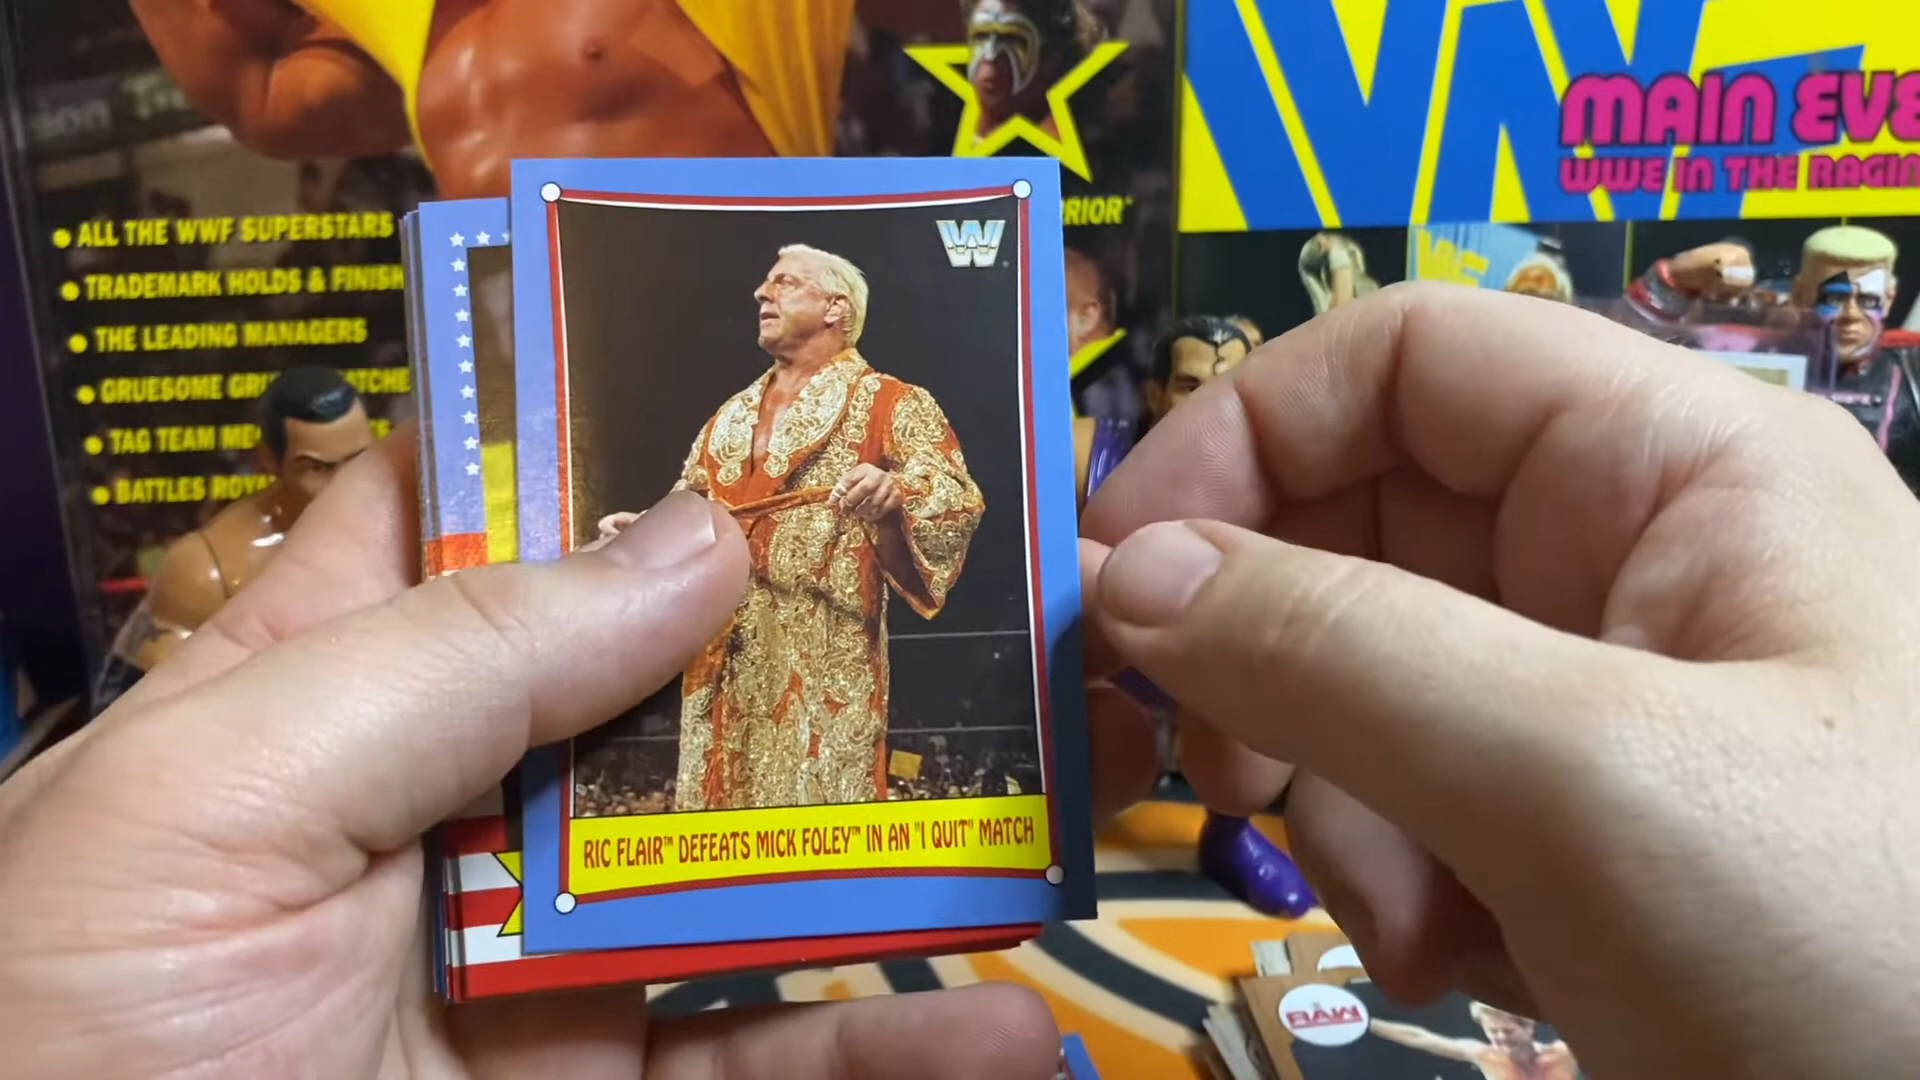 MAIN EVE
WWE IN THE RAGIN
ALL THE WWF SUPERSTARS
TRADEMARK HOLDS & FINISH
THE LEADING MANAGERS
GRUESOME
TAG TEAM
BATTLES
RIC FLAIR™ DEFEATS MICK FOLEY™ IN AN "I QUIT" MATCH
RAW